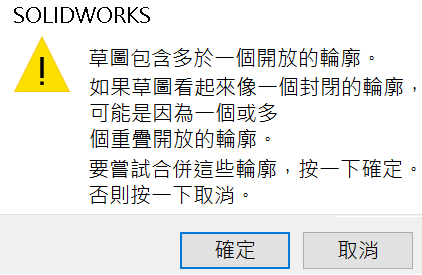 SOLIDWORKS
草圖包含多於一個開放的輪廓。
如果草圖看起來像一個封閉的輪廓，
可能是因為一個或多
個重疊開放的輪廓。
要嘗試合併這些輪廓，按一下確定。
否則按一下取消。
確定
取消